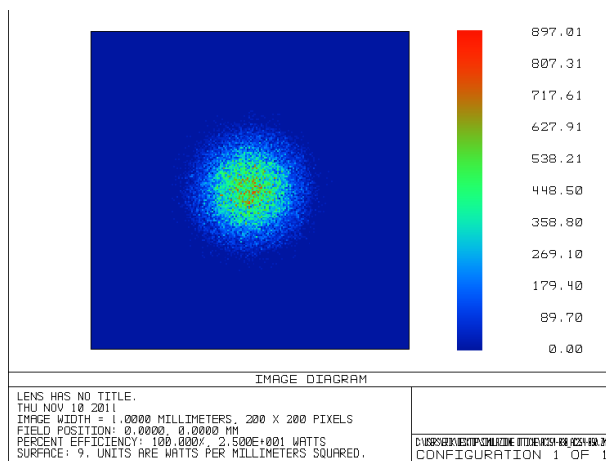 897.01
807.31
717.61
627.91
538.21
448.50
358.80
269.10
179.40
89.70
0.00
IMAGE DIAGRAM
LENS HAS NO TITLE.
THU NOV 10 2011
IMAGE WIDTH = 1.0000 MILLIMETERS, 200 X 200 PIXELS
FIELD POSITION: 0.0000, 0.0000 MM
PERCENT EFFICIENCY: 100.000%, 2.500E+001 WATTS
SURFACE: 9. UNITS ARE WATTS PER MILLIMETERS SQUARED.
CONFIGURATION 1 OF 1